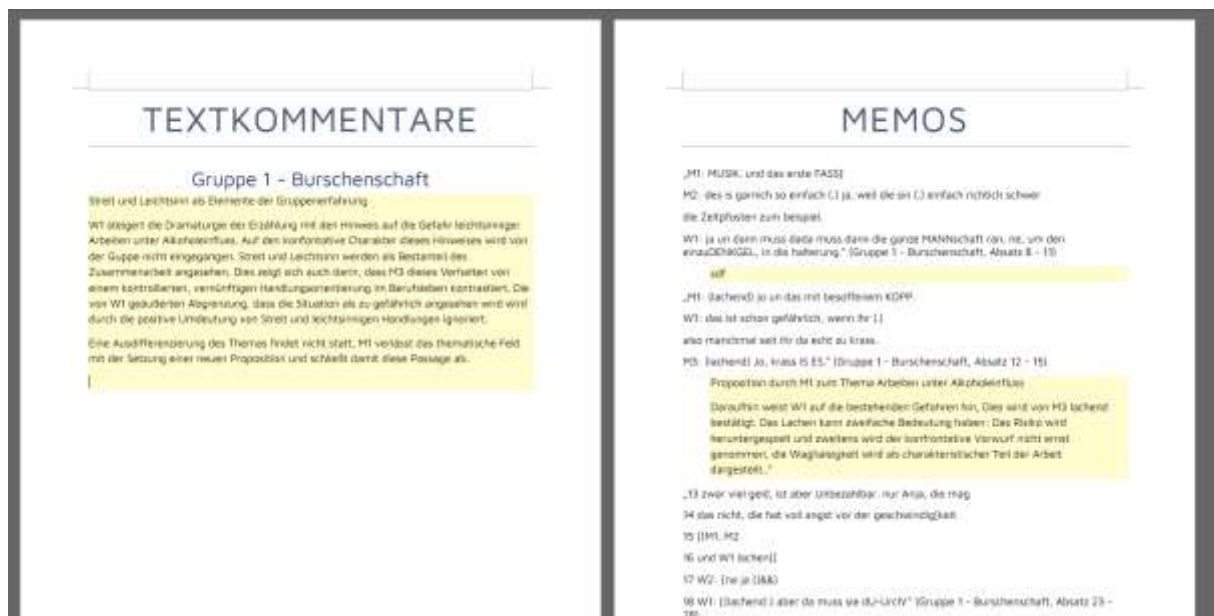 TEXTKOMMENTARE
Gruppe 1 - Burschenschaft
Streit und Leichtsinn als Elemente der Gruppenerfahrung
W1 steigert die Dramaturgie der Erzählung mit den Hinweis auf die Gefahr leichtsinniger
Arbeiten unter Alkoholeinfluss. Auf den konfontative Charakter dieses Hinweises wird von
der Guppe nicht eingegangen. Streit und Leichtsinn werden als Bestanteil des
Zusammenarbeit angesehen. Dies zeigt sich auch darin, dass M3 dieses Verhalten von
einem kontrollierten, vernünftigen Handlungsorientierung im Berufsleben kontrastiert. Die
von W1 geäußerten Abgrenzung, dass die Situation als zu gefährlich angesehen wird wird
durch die positive Umdeutung von Streit und leichtsinnigen Handlungen ignoriert.
Eine Ausdifferenzierung des Themas findet nicht statt, M1 verlässt das thematische Feld
mit der Setzung einer neuen Proposition und schließt damit diese Passage ab.
MEMOS
„M1: MUSIK. und das erste FASS[
M2: des is garnich so einfach (.) ja, weil die sin (.) einfach richtich schwer
die Zeltpfosten zum beispiel.
W1: ja un dann muss dada muss dann die ganze MANNschaft ran, ne, um den
einzuDENKGEL, in die halterung." (Gruppe 1 - Burschenschaft, Absatz 8 - 11)
sdf
„M1: (lachend) jo un das mit besoffenem KOPP.
W1: das ist schon gefährlich, wenn ihr (.)
also manchmal seit ihr da echt zu krass.
M3: (lachend) Jo, krass IS ES." (Gruppe 1 - Burschenschaft, Absatz 12 - 15)
Proposition durch M1 zum Thema Arbeiten unter Alkoholeinfluss
Daraufhin weist W1 auf die bestehenden Gefahren hin, Dies wird von M3 lachend
bestätigt. Das Lachen kann zweifache Bedeutung haben: Das Risiko wird
heruntergespielt und zweitens wird der konfrontative Vorwurf nicht ernst
genommen, die Waghalsigkeit wird als charakteristischer Teil der Arbeit
dargestellt.."
„13 zwar viel geld, ist aber Unbezahlbar. nur Anja, die mag
14 das nicht, die hat voll angst vor der geschwindigkeit
15 [(M1, M2
16 und W1 lachen)[
17 W2: [ne ja (3&&)
18 W1: [(lachend ) aber da muss sie dU-UrchV" (Gruppe 1 - Burschenschaft, Absatz 23 -